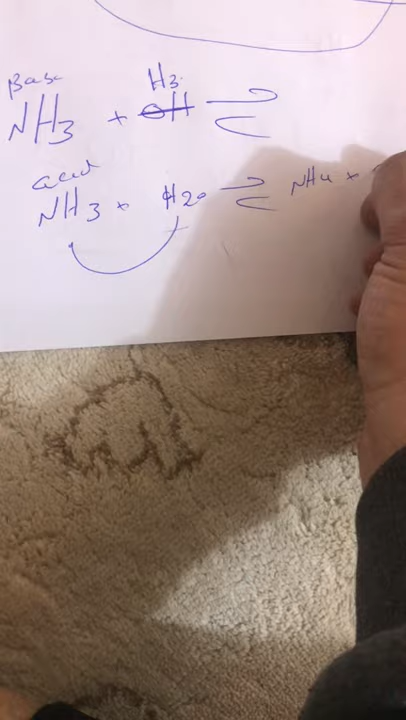 Base
H3
NH3 + OH ⇌
acid
NH3 + H2O ⇌ NH4 +